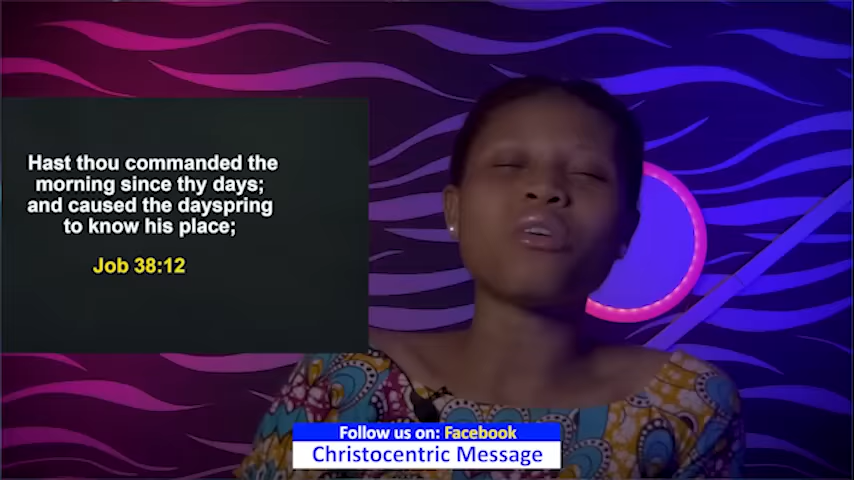 Hast thou commanded the
morning since thy days;
and caused the dayspring
to know his place;
Job 38:12
Follow us on: Facebook
Christocentric Message